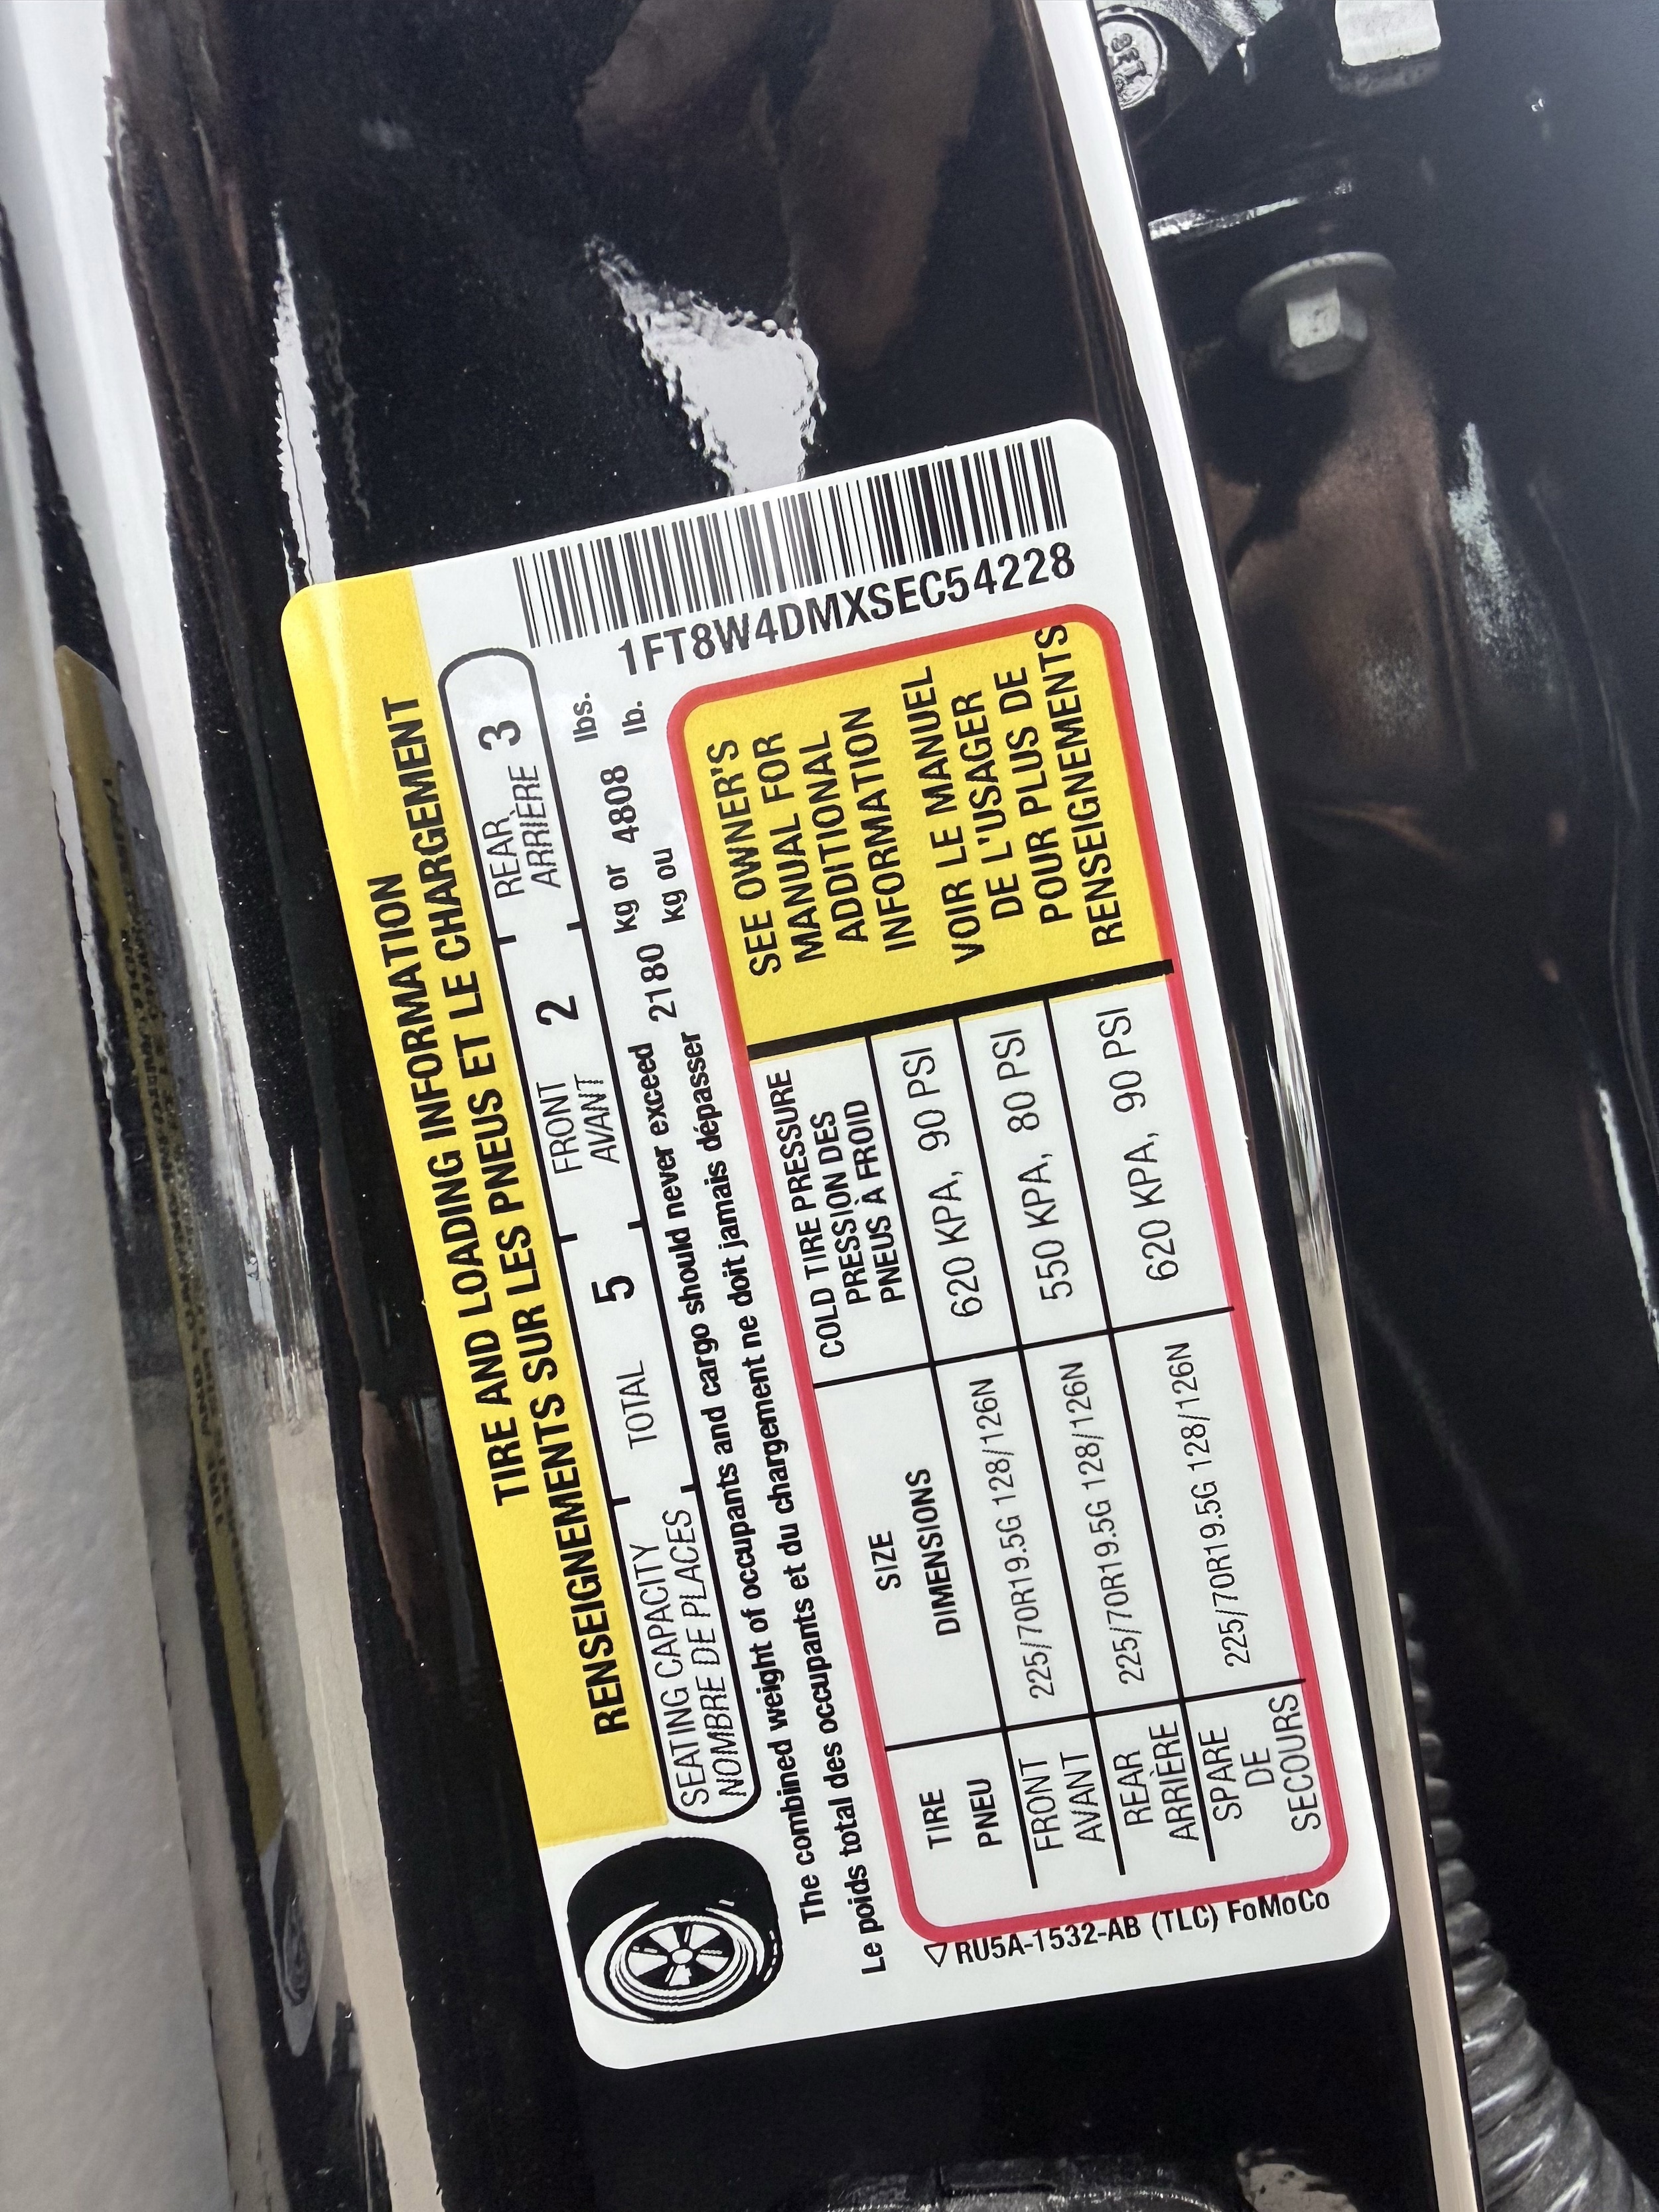 TIRE AND LOADING INFORMATION
RENSEIGNEMENTS SUR LES PNEUS ET LE CHARGEMENT
SEATING CAPACITY
NOMBRE DE PLACES
TOTAL 5
FRONT
AVANT
2
REAR
ARRIÈRE
3
The combined weight of occupants and cargo should never exceed 2180 kg or 4808 lbs.
Le poids total des occupants et du chargement ne doit jamais dépasser kg ou lb.
1FT8W4DMXSEC54228
TIRE
PNEU
SIZE
DIMENSIONS
COLD TIRE PRESSURE
PRESSION DES
PNEUS À FROID
FRONT
AVANT
225/70R19.5G 128/126N
620 KPA, 90 PSI
REAR
ARRIÈRE
225/70R19.5G 128/126N
550 KPA, 80 PSI
SPARE
DE
SECOURS
225/70R19.5G 128/126N
620 KPA, 90 PSI
SEE OWNER'S
MANUAL FOR
ADDITIONAL
INFORMATION
VOIR LE MANUEL
DE L'USAGER
POUR PLUS DE
RENSEIGNEMENTS
RU5A-1532-AB (TLC) FoMoCo